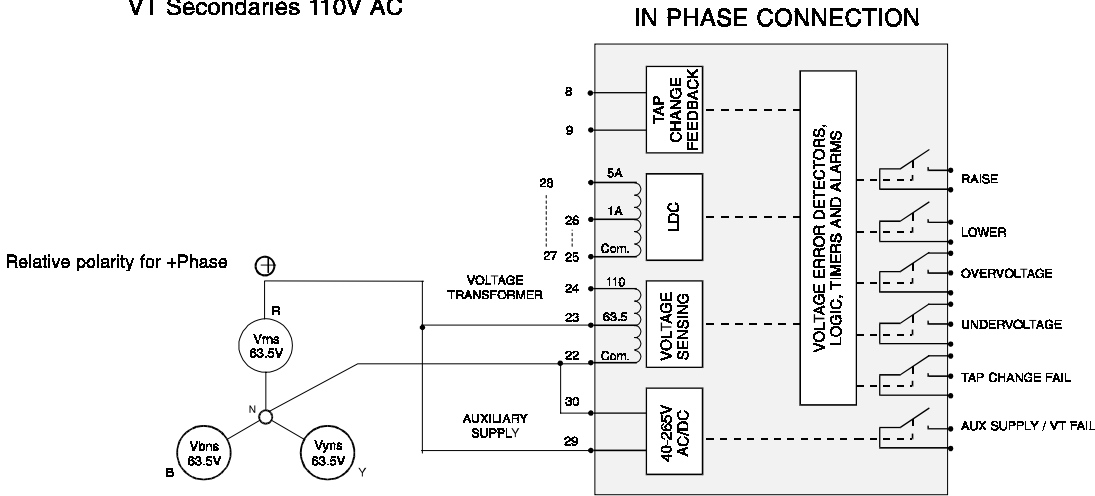 VT Secondaries 110V AC
IN PHASE CONNECTION
8
9
TAP
CHANGE
FEEDBACK
28
27
26
25
5A
1A
Com.
LDC
Relative polarity for +Phase
+
VOLTAGE
TRANSFORMER
24
23
22
110
63.5
Com.
VOLTAGE
SENSING
R
Vrns
63.5V
N
Vbns
63.5V
B
Vyns
63.5V
Y
AUXILIARY
SUPPLY
30
29
40-265V
AC/DC
VOLTAGE ERROR DETECTORS,
LOGIC, TIMERS AND ALARMS
RAISE
LOWER
OVERVOLTAGE
UNDERVOLTAGE
TAP CHANGE FAIL
AUX SUPPLY / VT FAIL